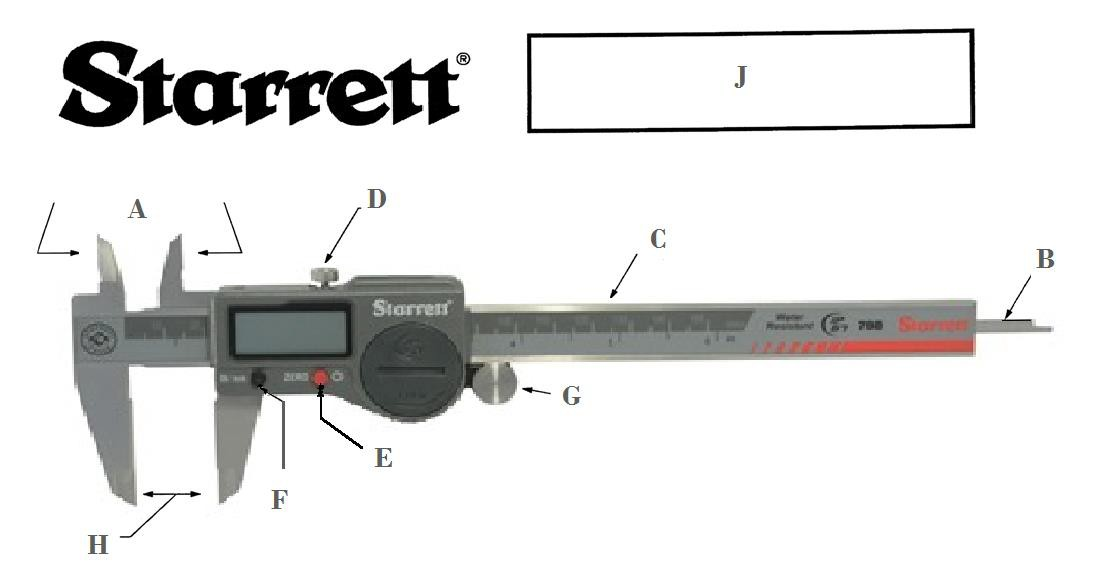 Starrett®
J
A
D
C
B
Starrett
Water
Resistant
798
Starrett
ZERO
G
E
F
H